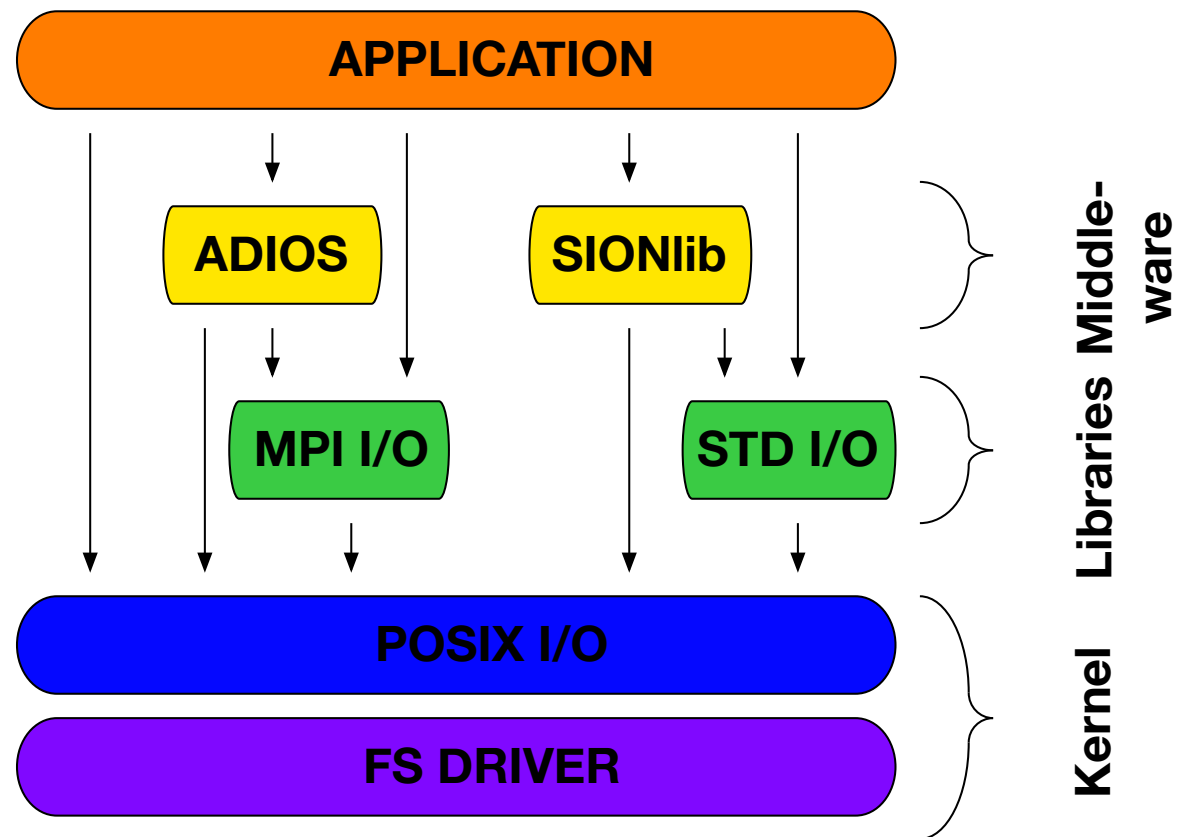 APPLICATION
ADIOS
SIONlib
Middle-
ware
MPI I/O
STD I/O
Libraries
POSIX I/O
FS DRIVER
Kernel